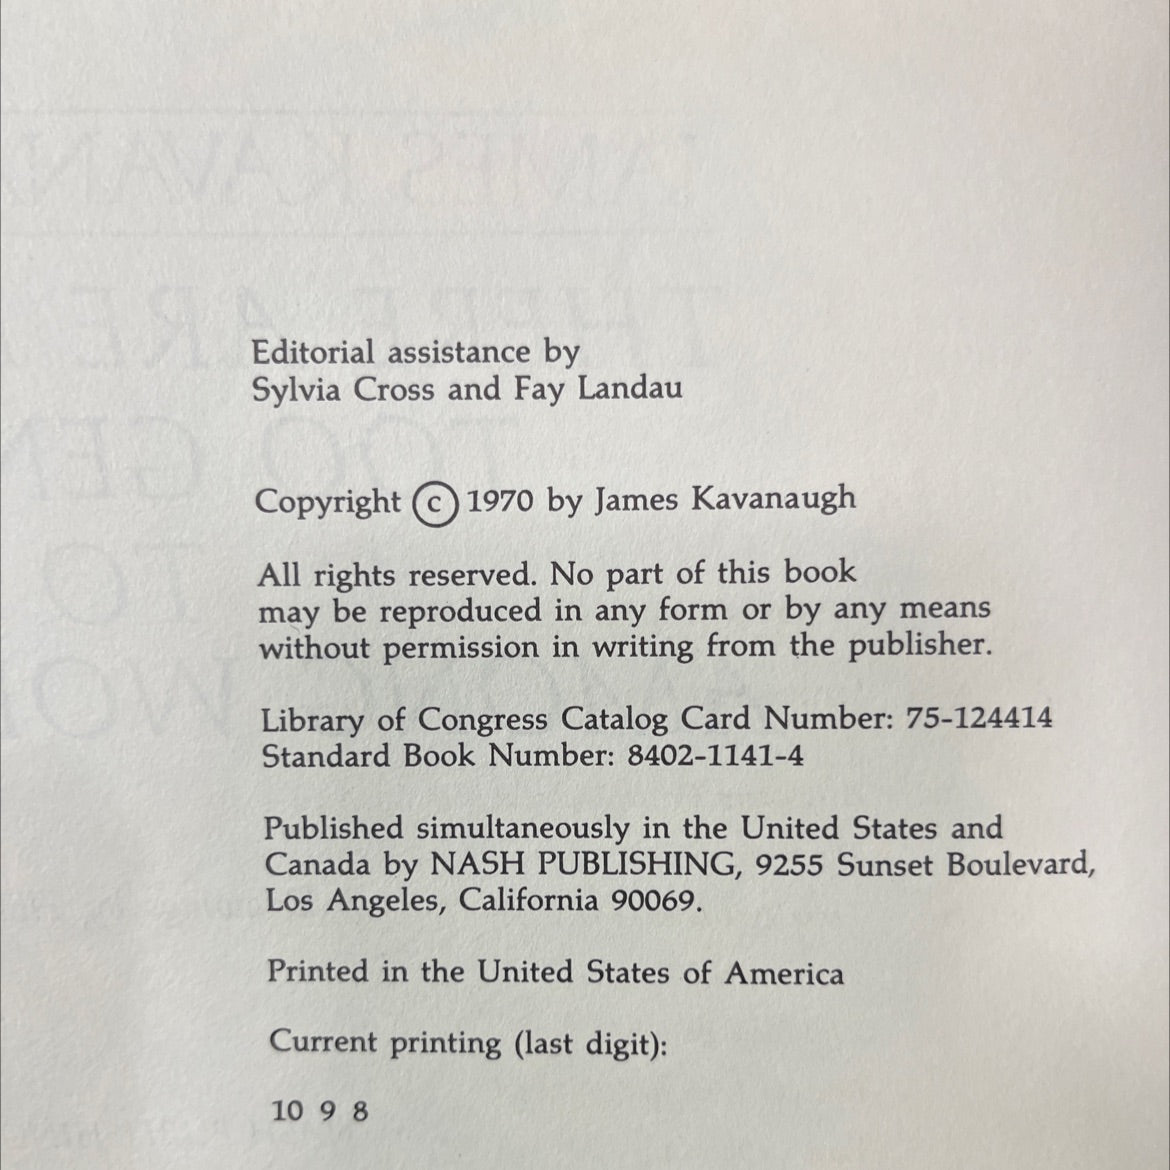 Editorial assistance by
Sylvia Cross and Fay Landau
Copyright © 1970 by James Kavanaugh
All rights reserved. No part of this book
may be reproduced in any form or by any means
without permission in writing from the publisher.
Library of Congress Catalog Card Number: 75-124414
Standard Book Number: 8402-1141-4
Published simultaneously in the United States and
Canada by NASH PUBLISHING, 9255 Sunset Boulevard,
Los Angeles, California 90069.
Printed in the United States of America
Current printing (last digit):
10 9 8